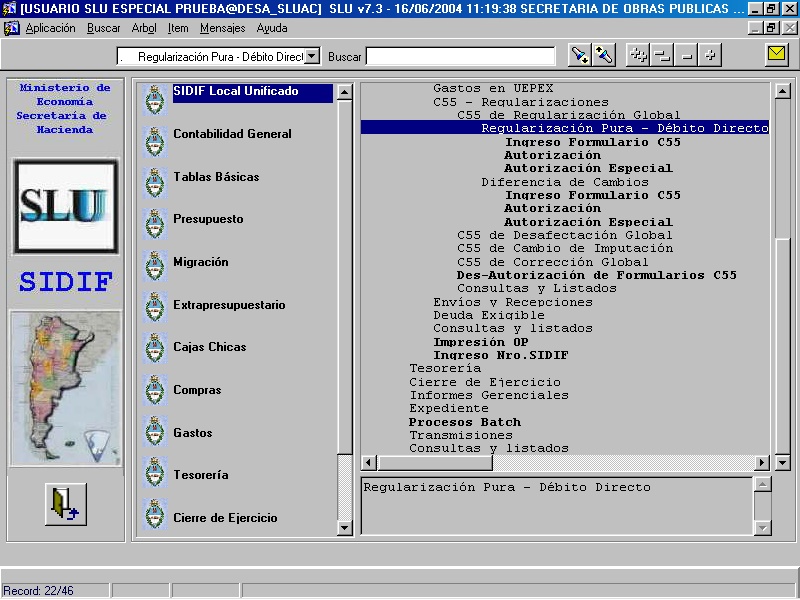 [USUARIO SLU ESPECIAL PRUEBA@DESA_SLUAC]  SLU v7.3 - 16/06/2004 11:19:38 SECRETARIA DE OBRAS PUBLICAS ...
Aplicación Buscar Arbol Item Mensajes Ayuda
. Regularización Pura - Débito Direct
Buscar
Ministerio de
Economía
Secretaría de
Hacienda
SLU
SIDIF
SIDIF Local Unificado
Contabilidad General
Tablas Básicas
Presupuesto
Migración
Extrapresupuestario
Cajas Chicas
Compras
Gastos
Tesorería
Cierre de Ejercicio
Gastos en UEPEX
C55 - Regularizaciones
C55 de Regularización Global
Regularización Pura - Débito Directo
Ingreso Formulario C55
Autorización
Autorización Especial
Diferencia de Cambios
Ingreso Formulario C55
Autorización
Autorización Especial
C55 de Desafectación Global
C55 de Cambio de Imputación
C55 de Corrección Global
Des-Autorización de Formularios C55
Consultas y Listados
Envíos y Recepciones
Deuda Exigible
Consultas y listados
Impresión OP
Ingreso Nro.SIDIF
Tesorería
Cierre de Ejercicio
Informes Gerenciales
Expediente
Procesos Batch
Transmisiones
Consultas y listados
Regularización Pura - Débito Directo
Record: 22/46